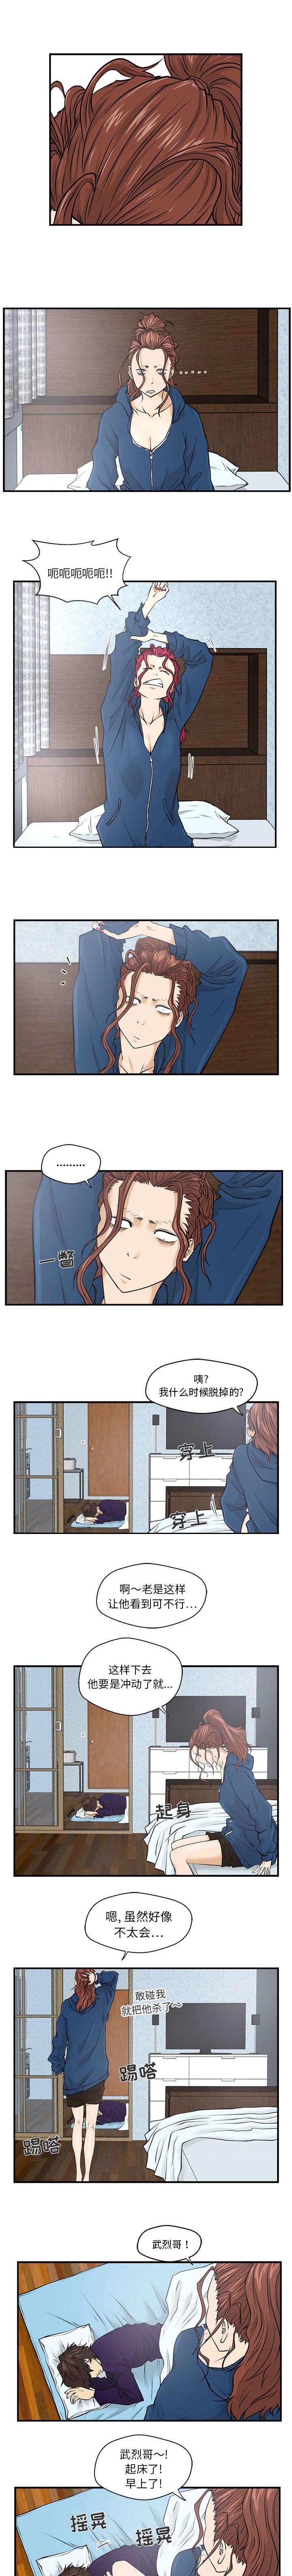 ......
呃呃呃呃呃!!
.........
一瞥
咦?
我什么时候脱掉的?
穿上
穿上
啊～老是这样
让他看到可不行...
这样下去
他要是冲动了就...
起身
嗯, 虽然好像
不太会...
敢碰我
就把他杀了～
踢嗒
踢嗒
武烈哥!
武烈哥～!
起床了!
早上了!
摇晃
摇晃